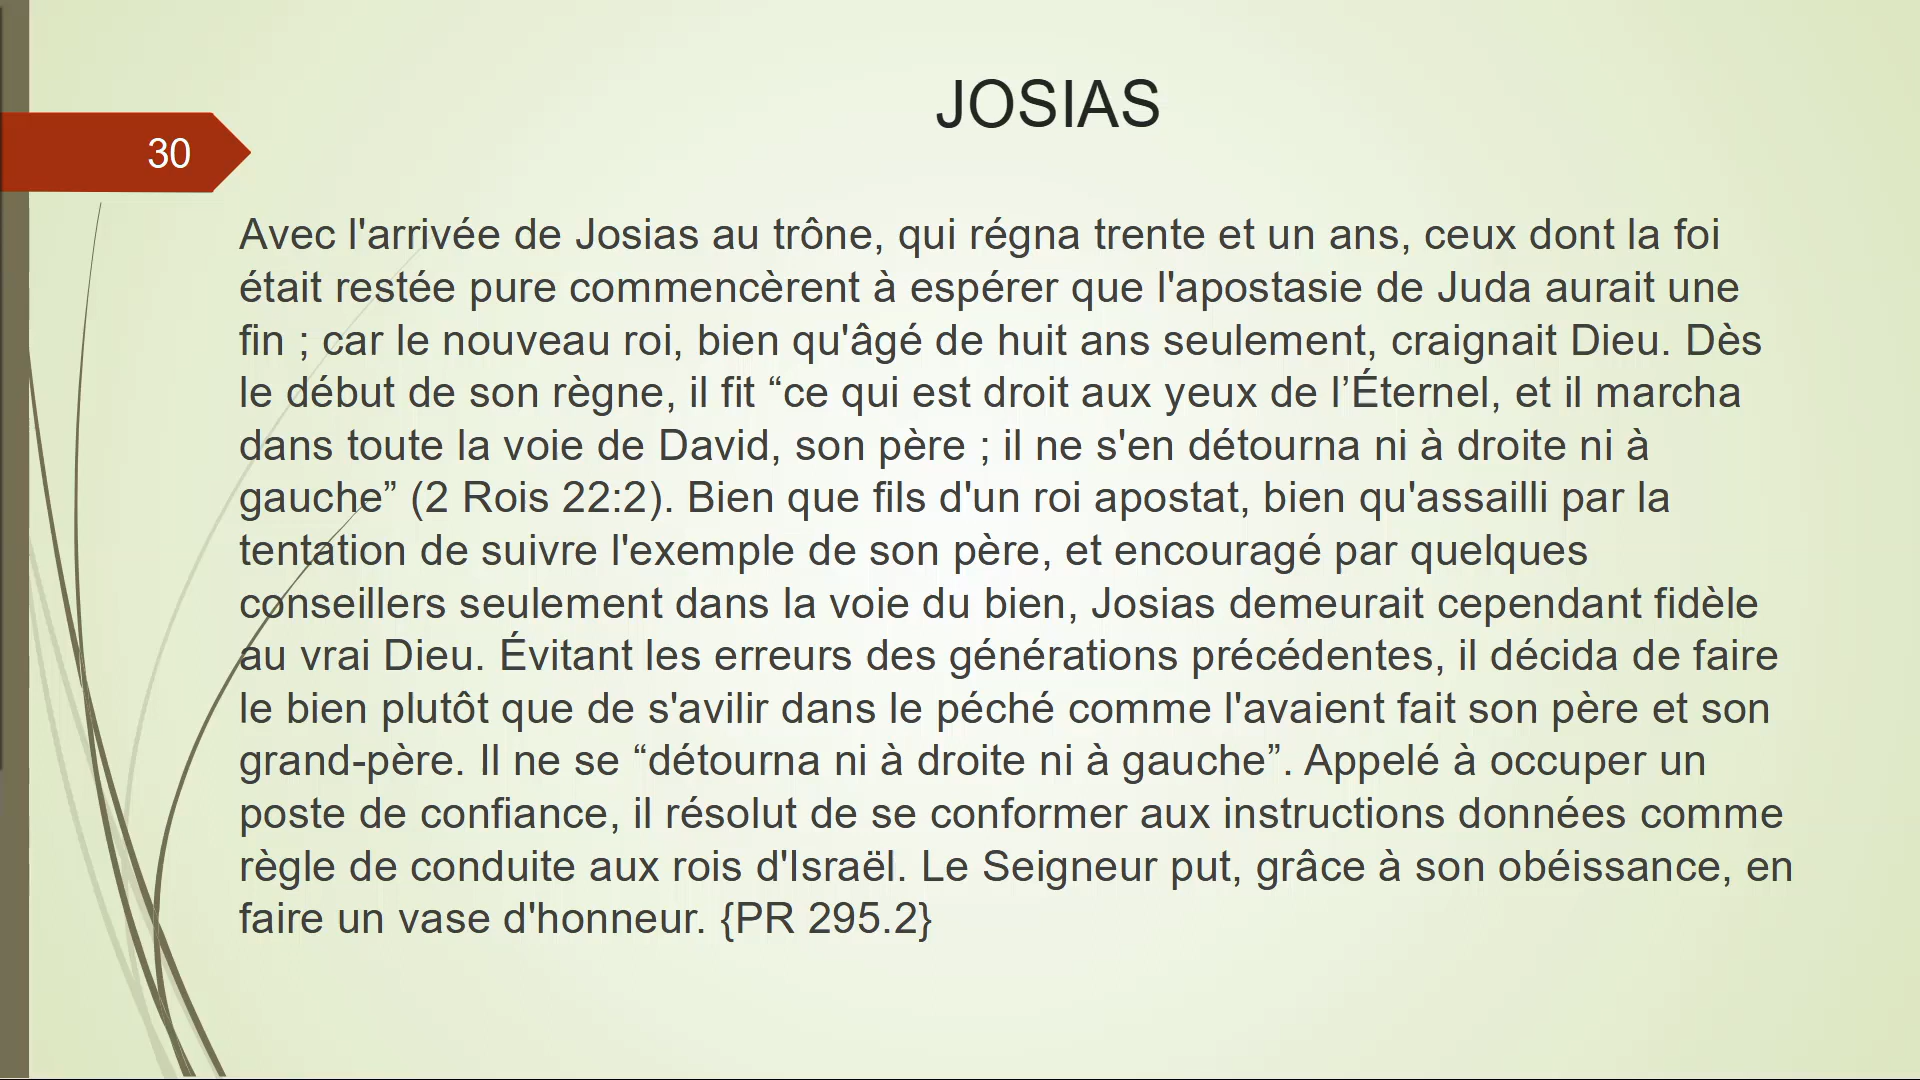 JOSIAS
30
Avec l'arrivée de Josias au trône, qui régna trente et un ans, ceux dont la foi
était restée pure commencèrent à espérer que l'apostasie de Juda aurait une
fin ; car le nouveau roi, bien qu'âgé de huit ans seulement, craignait Dieu. Dès
le début de son règne, il fit “ce qui est droit aux yeux de l’Éternel, et il marcha
dans toute la voie de David, son père ; il ne s'en détourna ni à droite ni à
gauche” (2 Rois 22:2). Bien que fils d'un roi apostat, bien qu'assailli par la
tentation de suivre l'exemple de son père, et encouragé par quelques
conseillers seulement dans la voie du bien, Josias demeurait cependant fidèle
au vrai Dieu. Évitant les erreurs des générations précédentes, il décida de faire
le bien plutôt que de s'avilir dans le péché comme l'avaient fait son père et son
grand-père. Il ne se “détourna ni à droite ni à gauche”. Appelé à occuper un
poste de confiance, il résolut de se conformer aux instructions données comme
règle de conduite aux rois d'Israël. Le Seigneur put, grâce à son obéissance, en
faire un vase d'honneur. {PR 295.2}